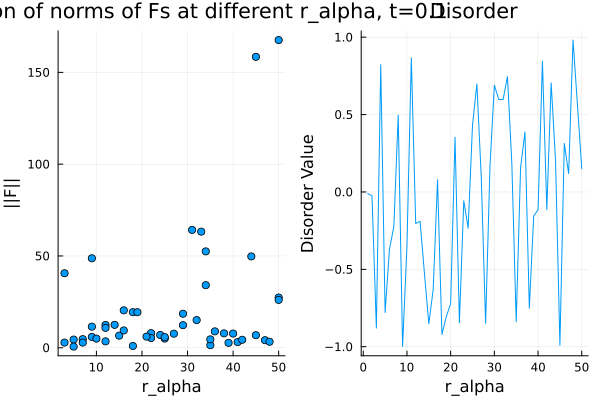 on of norms of Fs at different r_alpha, t=0.1
Disorder
||F||
150
100
50
0
10 20 30 40 50
r_alpha
Disorder Value
1.0
0.5
0.0
−0.5
−1.0
0 10 20 30 40 50
r_alpha